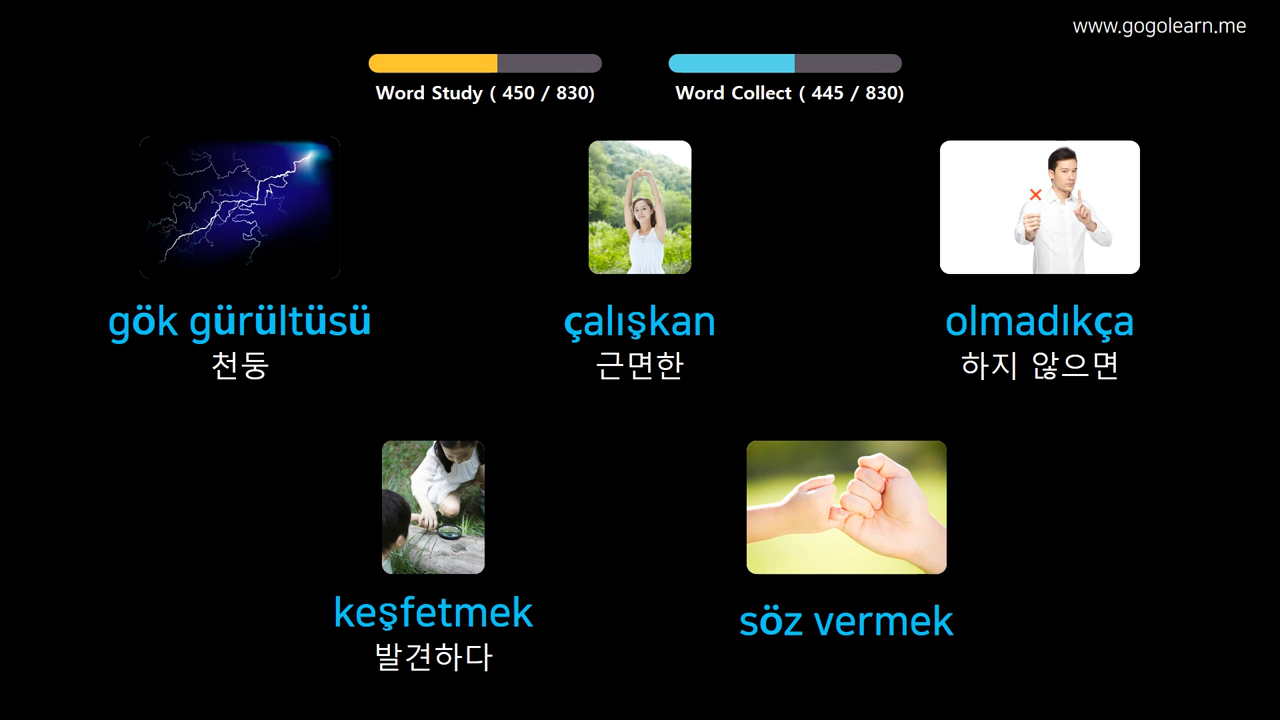 www.gogolearn.me
Word Study ( 450 / 830)
Word Collect ( 445 / 830)
gök gürültüsü
천둥
çalışkan
근면한
olmadıkça
하지 않으면
keşfetmek
발견하다
söz vermek